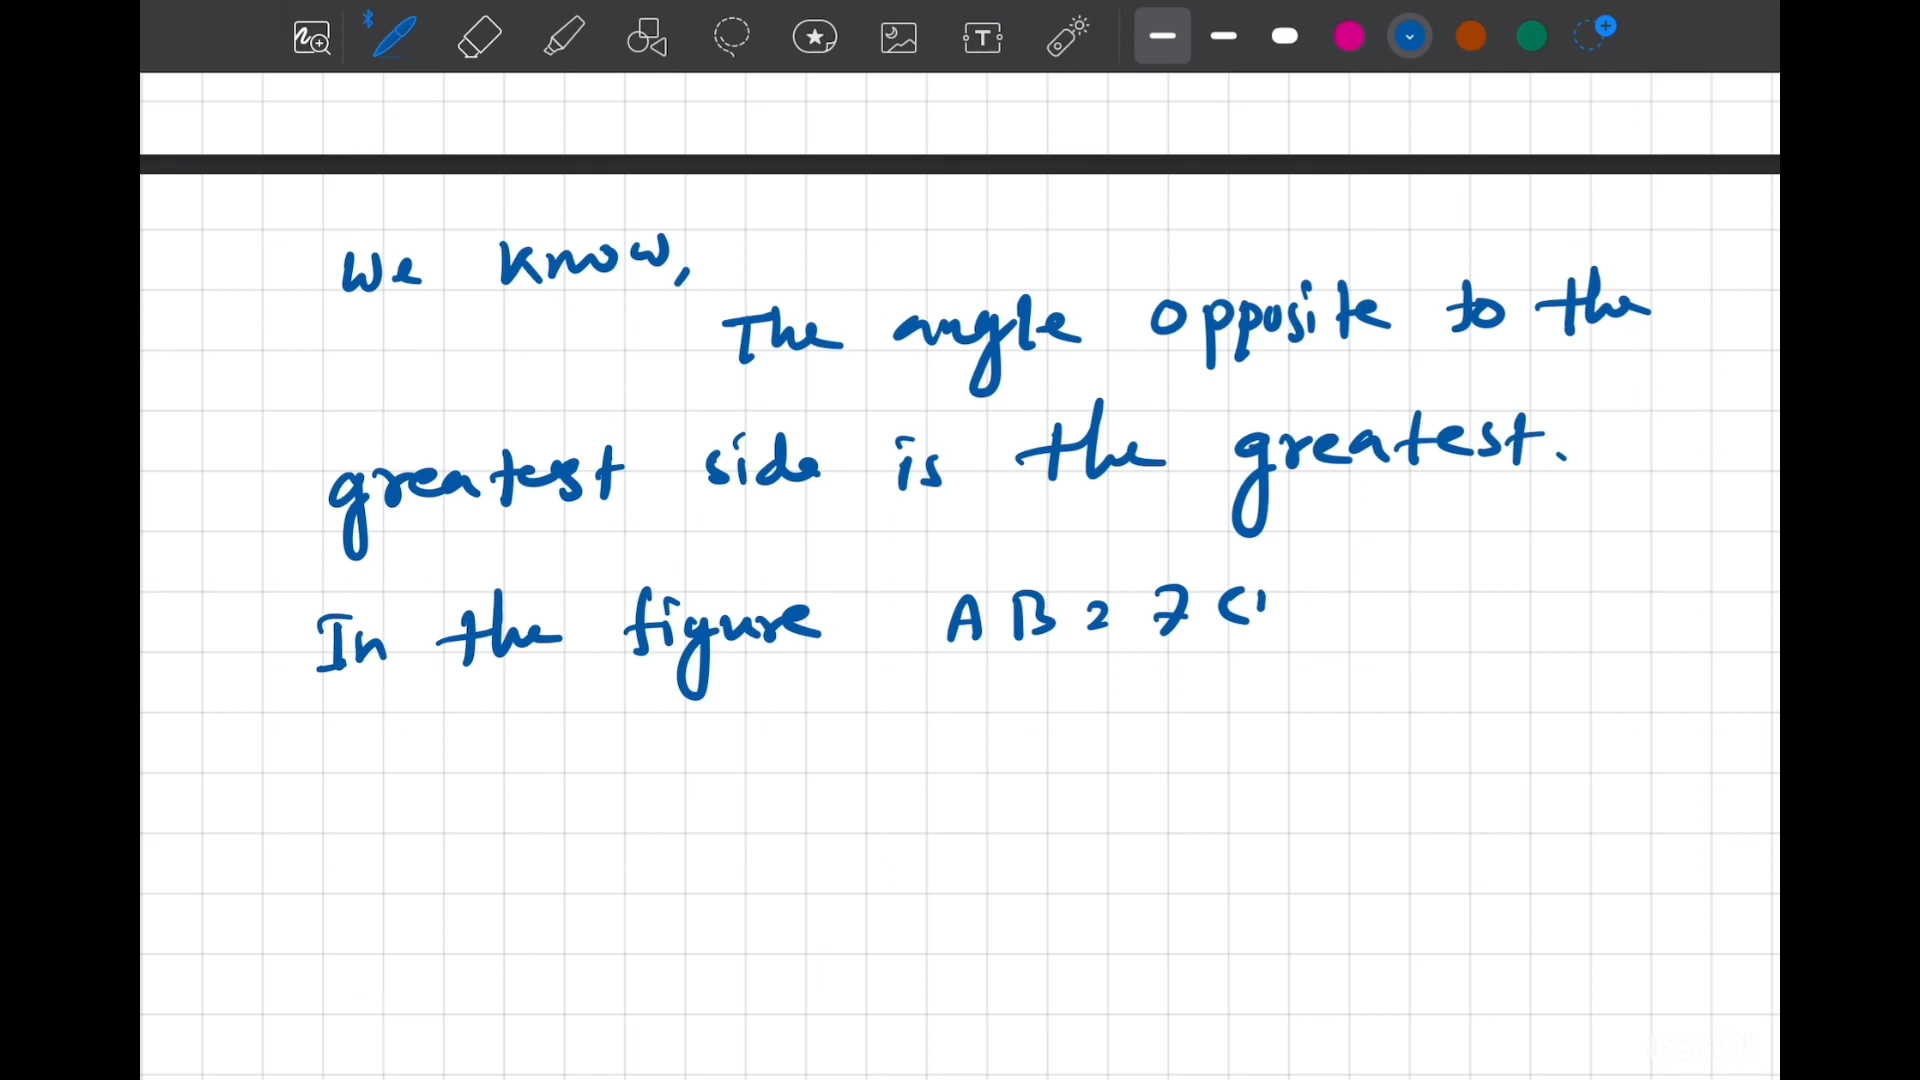 We know,
The angle opposite to the
greatest side is the greatest.
In the figure AB = 7 c